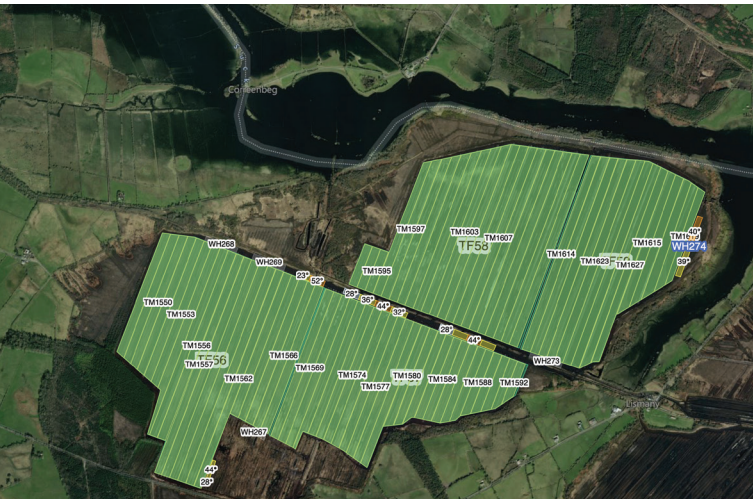 Correenbeg
TM1597
TM1603
TM1607
TF58
40°
WH274
WH268
WH269
TM1614
TM1615
TM1623
TM1627
39°
TM1595
23°
52°
28°
36°
44°
32°
TM1550
TM1553
28°
44°
TM1556
TM1557
TF56
TM1566
TM1569
WH273
TM1562
TM1574
TM1577
TM1580
TM1584
TM1588
TM1592
Lismany
WH267
44°
28°